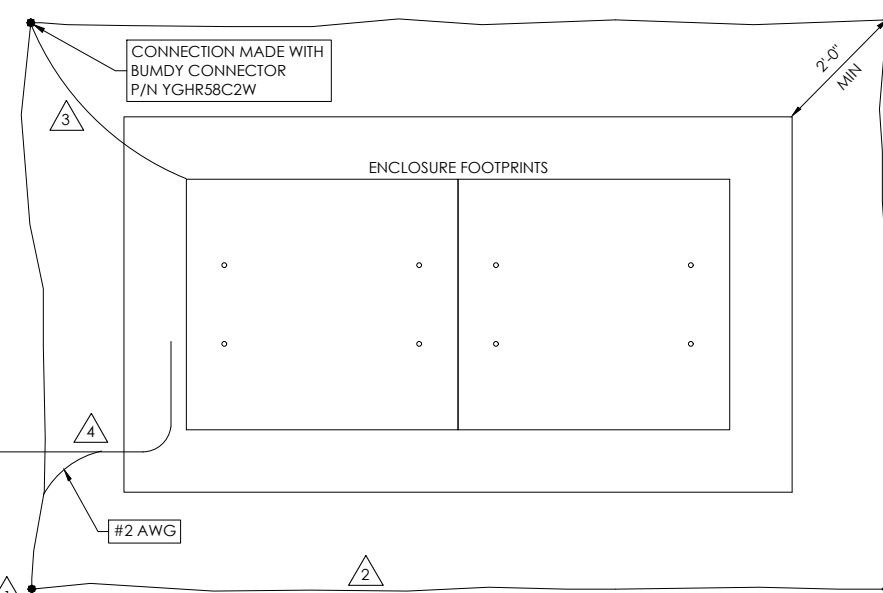 CONNECTION MADE WITH
BUMDY CONNECTOR
P/N YGHR58C2W
2'-0"
MIN
3
ENCLOSURE FOOTPRINTS
4
#2 AWG
2